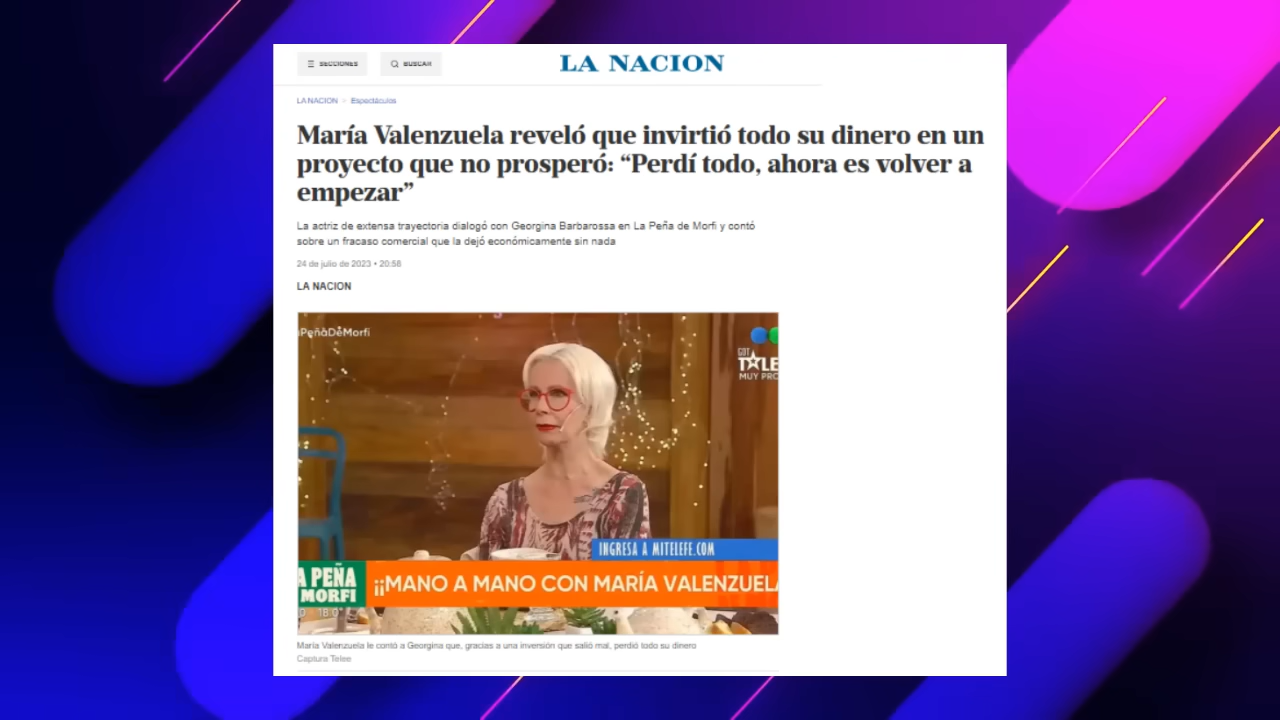 SECCIONES
BUSCAR
LA NACION
LA NACION > Espectáculos
María Valenzuela reveló que invirtió todo su dinero en un
proyecto que no prosperó: “Perdí todo, ahora es volver a
empezar”
La actriz de extensa trayectoria dialogó con Georgina Barbarossa en La Peña de Morfi y contó
sobre un fracaso comercial que la dejó económicamente sin nada
24 de julio de 2023 • 20:58
LA NACION
PeñaDeMorfi
GOT
TALE
MUY PRO
INGRESA A MITELEFE.COM
A PEÑA
MORFI
¡¡MANO A MANO CON MARÍA VALENZUELA
María Valenzuela le contó a Georgina que, gracias a una inversión que salió mal, perdió todo su dinero
Captura Telee